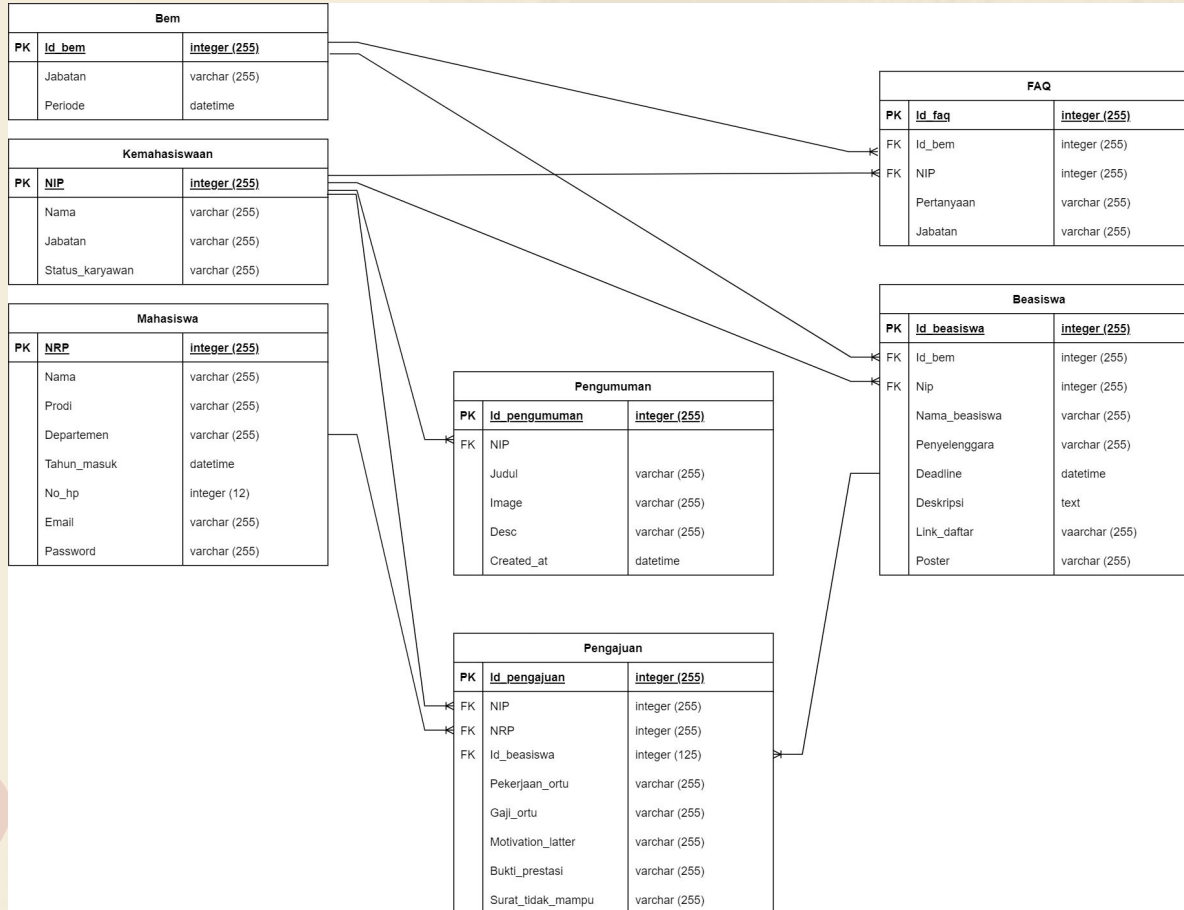 Bem
PK Id_bem integer (255)
Jabatan varchar (255)
Periode datetime
Kemahasiswaan
PK NIP integer (255)
Nama varchar (255)
Jabatan varchar (255)
Status_karyawan varchar (255)
Mahasiswa
PK NRP integer (255)
Nama varchar (255)
Prodi varchar (255)
Departemen varchar (255)
Tahun_masuk datetime
No_hp integer (12)
Email varchar (255)
Password varchar (255)
Pengumuman
PK Id_pengumuman integer (255)
FK NIP
Judul varchar (255)
Image varchar (255)
Desc varchar (255)
Created_at datetime
Pengajuan
PK Id_pengajuan integer (255)
FK NIP integer (255)
FK NRP integer (255)
FK Id_beasiswa integer (125)
Pekerjaan_ortu varchar (255)
Gaji_ortu varchar (255)
Motivation_latter varchar (255)
Bukti_prestasi varchar (255)
Surat_tidak_mampu varchar (255)
FAQ
PK Id_faq integer (255)
FK Id_bem integer (255)
FK NIP integer (255)
Pertanyaan varchar (255)
Jabatan varchar (255)
Beasiswa
PK Id_beasiswa integer (255)
FK Id_bem integer (255)
FK Nip integer (255)
Nama_beasiswa varchar (255)
Penyelenggara varchar (255)
Deadline datetime
Deskripsi text
Link_daftar vaarchar (255)
Poster varchar (255)